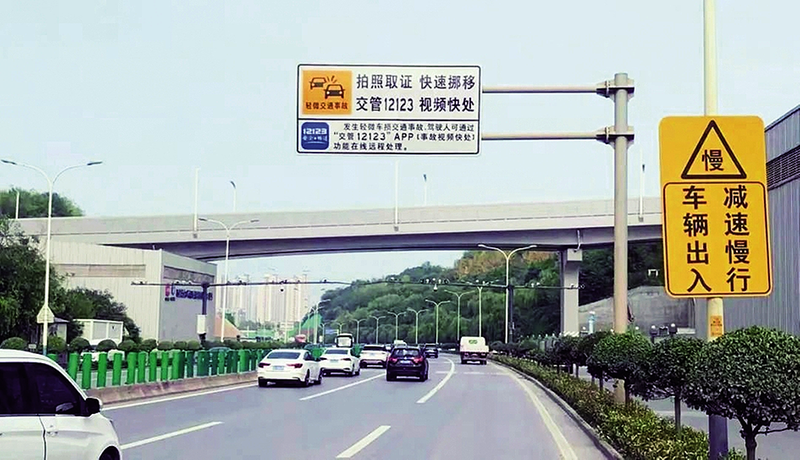 拍照取证 快速挪移
交管12123 视频快处
轻微交通事故
12123
发生轻微车损交通事故,驾驶人可通过
“交管12123”APP(事故视频快处)
功能在线远程处理。
慢
减速慢行
车辆出入